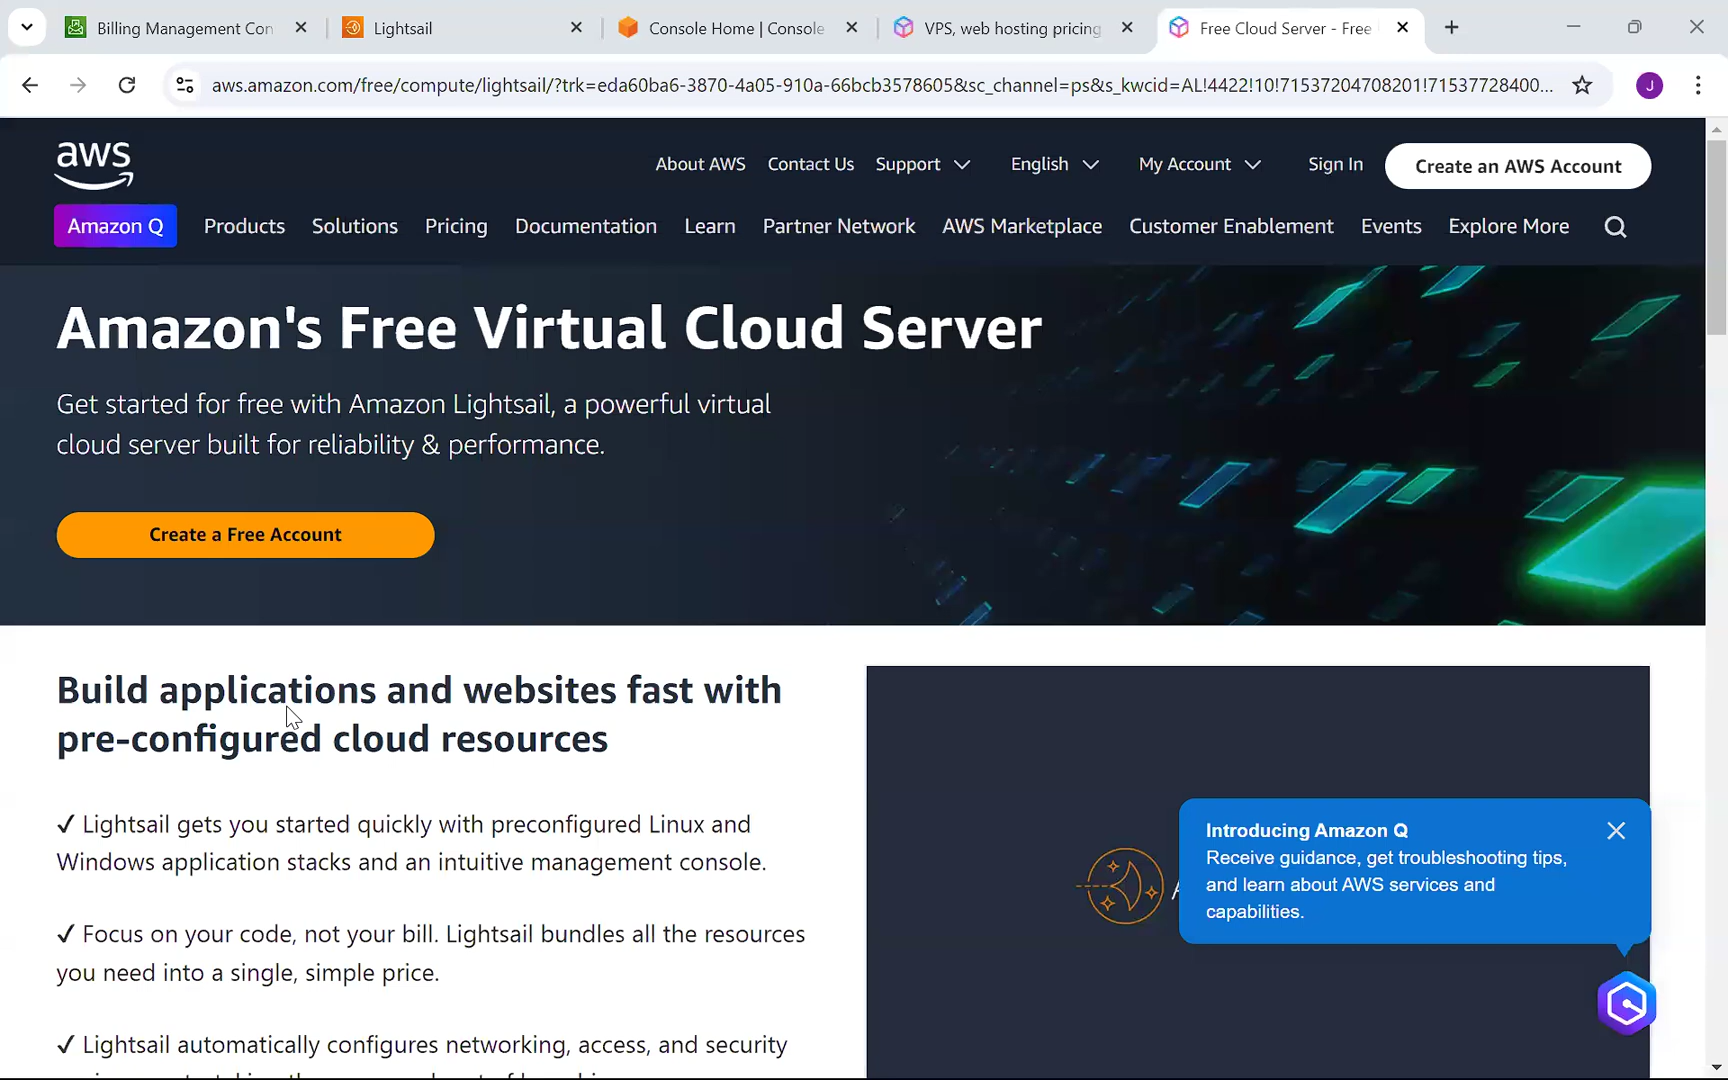 Billing Management Con
Lightsail
Console Home | Console
VPS, web hosting pricing
Free Cloud Server - Free
aws.amazon.com/free/compute/lightsail/?trk=eda60ba6-3870-4a05-910a-66bcb3578605&sc_channel=ps&s_kwcid=AL!4422!10!71537204708201!71537728400...
J
aws
About AWS
Contact Us
Support
English
My Account
Sign In
Create an AWS Account
Amazon Q
Products
Solutions
Pricing
Documentation
Learn
Partner Network
AWS Marketplace
Customer Enablement
Events
Explore More
Amazon's Free Virtual Cloud Server
Get started for free with Amazon Lightsail, a powerful virtual
cloud server built for reliability & performance.
Create a Free Account
Build applications and websites fast with
pre-configured cloud resources
✓ Lightsail gets you started quickly with preconfigured Linux and
Windows application stacks and an intuitive management console.
✓ Focus on your code, not your bill. Lightsail bundles all the resources
you need into a single, simple price.
✓ Lightsail automatically configures networking, access, and security
Introducing Amazon Q
Receive guidance, get troubleshooting tips,
and learn about AWS services and
capabilities.